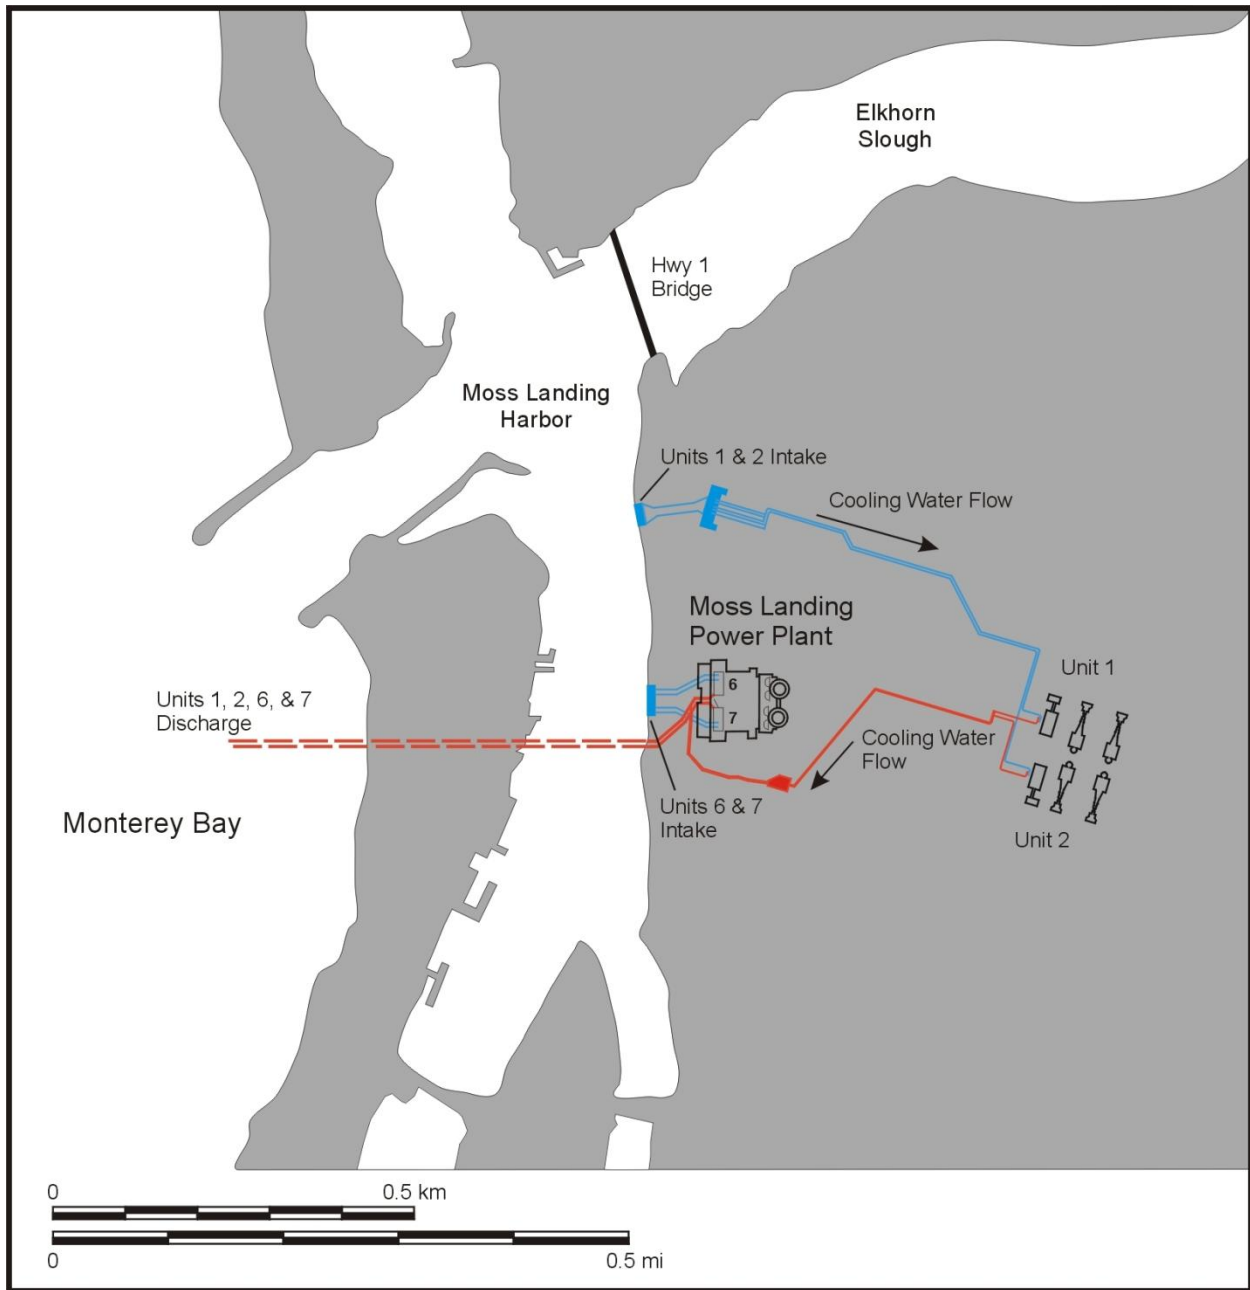 Elkhorn
Slough
Hwy 1
Bridge
Moss Landing
Harbor
Units 1 & 2 Intake
Cooling Water Flow
Moss Landing
Power Plant
Unit 1
6
7
Units 1, 2, 6, & 7
Discharge
Cooling Water
Flow
Units 6 & 7
Intake
Monterey Bay
Unit 2
0
0.5 km
0
0.5 mi